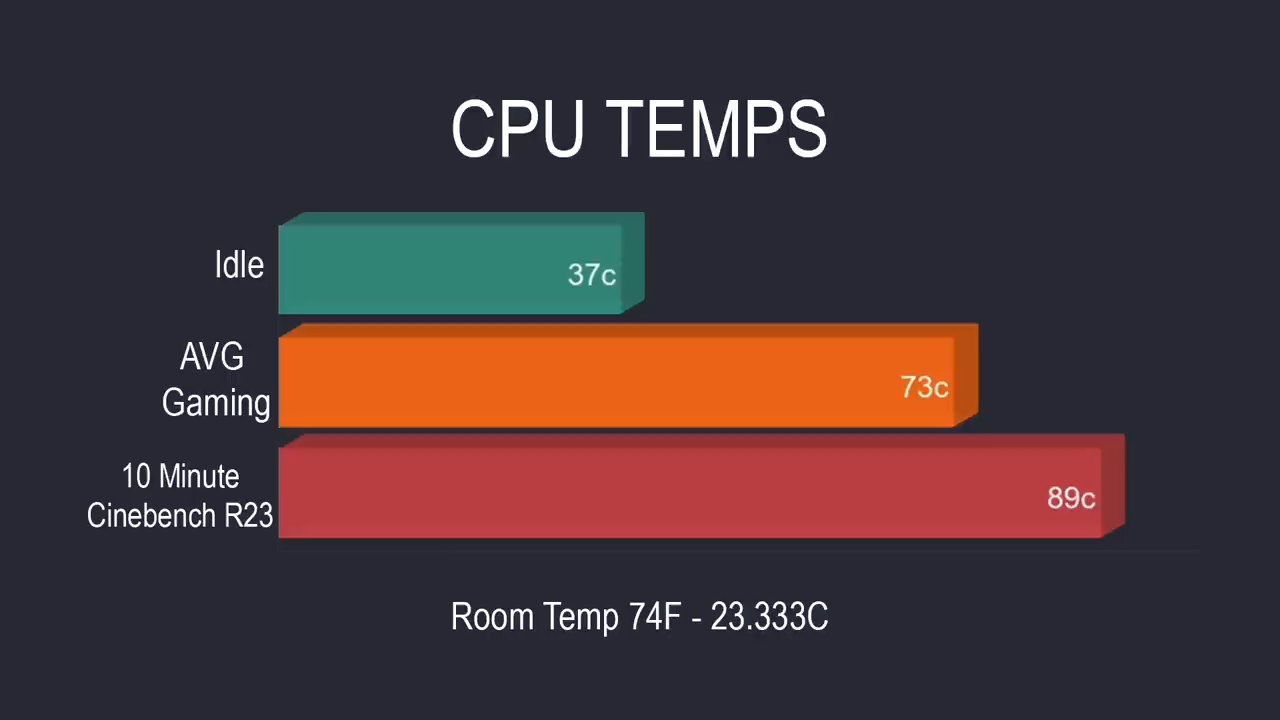 CPU TEMPS
Idle
37c
AVG
Gaming
73c
10 Minute
Cinebench R23
89c
Room Temp 74F - 23.333C